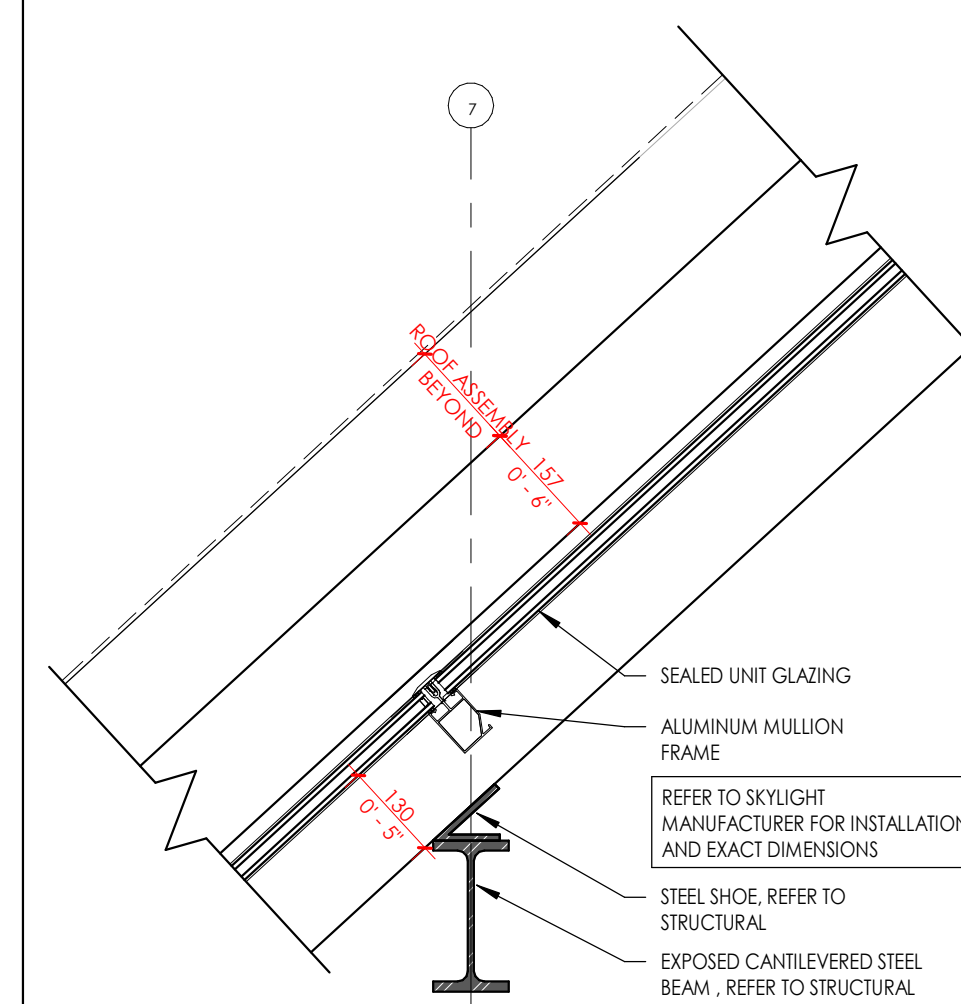 7
ROOF ASSEMBLY
BEYOND
157
0' - 6"
SEALED UNIT GLAZING
ALUMINUM MULLION
FRAME
130
0' - 5"
REFER TO SKYLIGHT
MANUFACTURER FOR INSTALLATION
AND EXACT DIMENSIONS
STEEL SHOE, REFER TO
STRUCTURAL
EXPOSED CANTILEVERED STEEL
BEAM , REFER TO STRUCTURAL